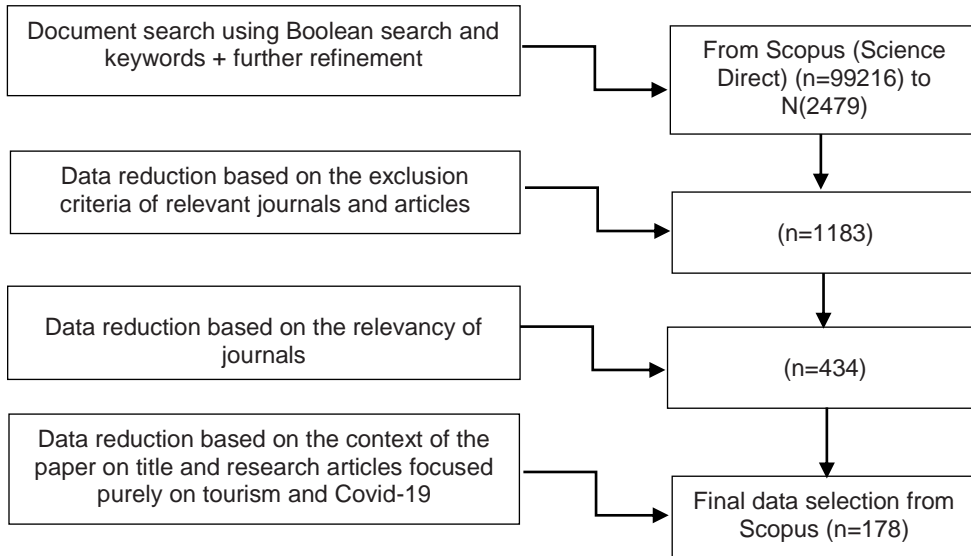 Document search using Boolean search and
keywords + further refinement
From Scopus (Science
Direct) (n=99216) to
N(2479)
Data reduction based on the exclusion
criteria of relevant journals and articles
(n=1183)
Data reduction based on the relevancy of
journals
(n=434)
Data reduction based on the context of the
paper on title and research articles focused
purely on tourism and Covid-19
Final data selection from
Scopus (n=178)